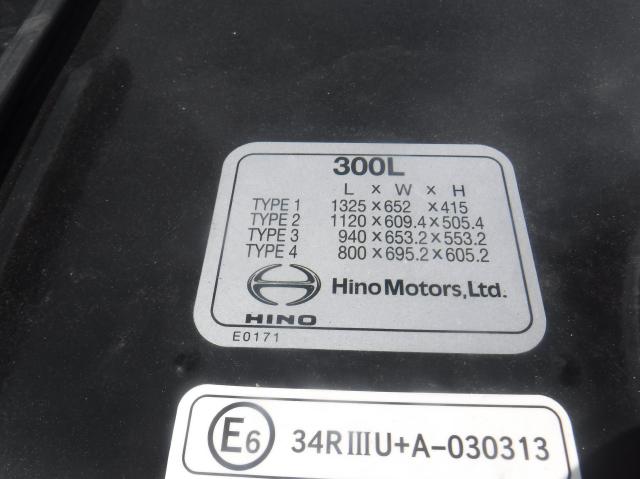 300L
L × W × H
TYPE 1 1325 × 652 × 415
TYPE 2 1120 × 609.4 × 505.4
TYPE 3 940 × 653.2 × 553.2
TYPE 4 800 × 695.2 × 605.2
Hino Motors, Ltd.
HINO
E0171
E6 34RIIIU+A-030313